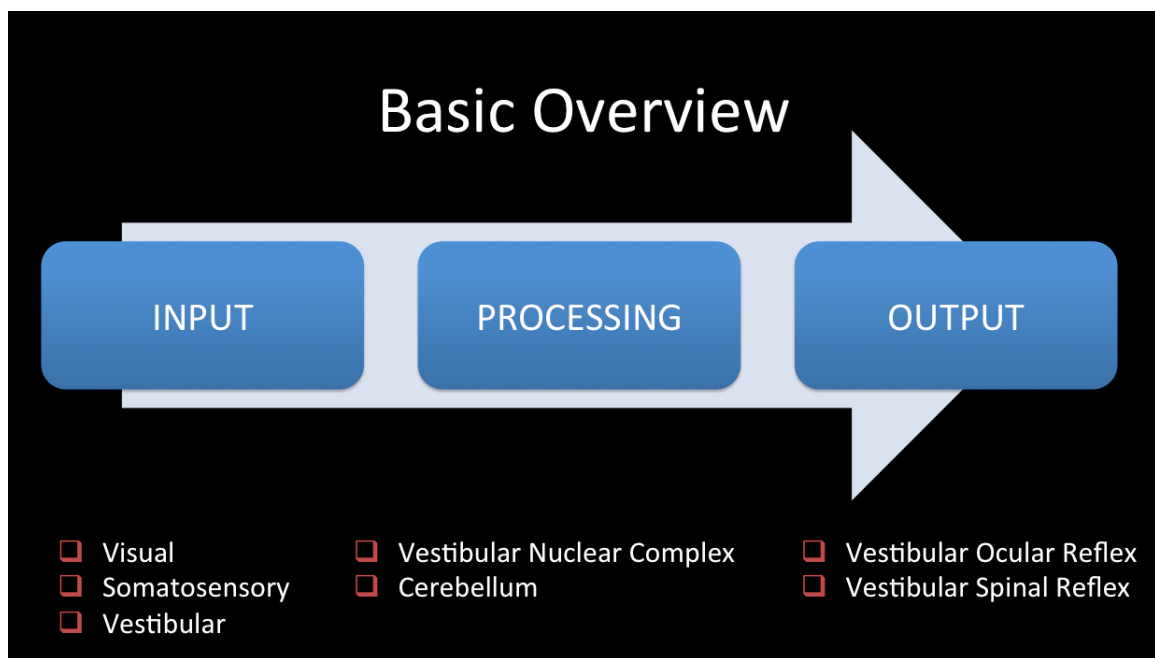 Basic Overview
INPUT
PROCESSING
OUTPUT
Visual
Somatosensory
Vestibular
Vestibular Nuclear Complex
Cerebellum
Vestibular Ocular Reflex
Vestibular Spinal Reflex